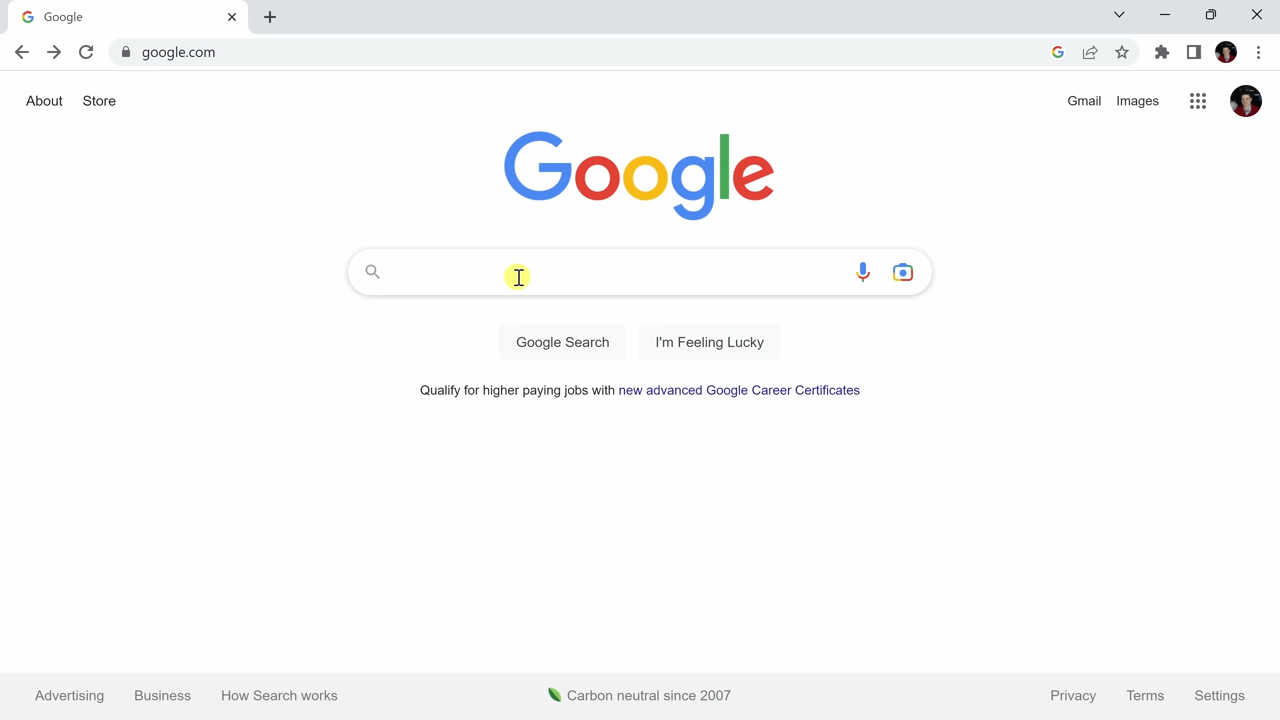 Google
google.com
About Store Gmail Images
Google
Google Search I'm Feeling Lucky
Qualify for higher paying jobs with new advanced Google Career Certificates
Advertising Business How Search works Carbon neutral since 2007 Privacy Terms Settings